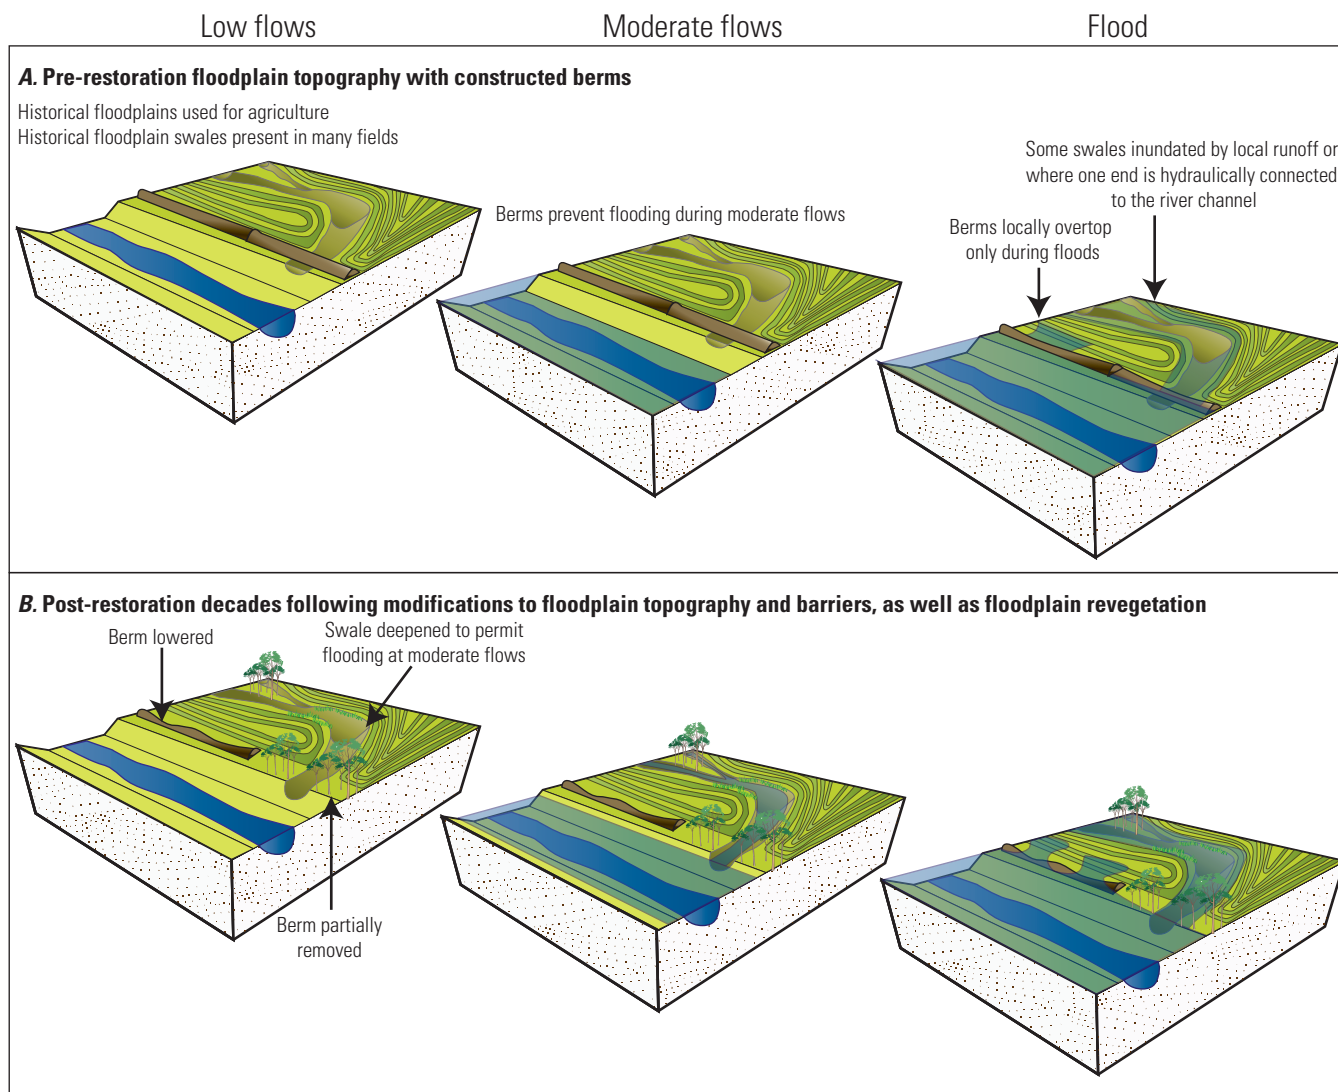 Low flows
Moderate flows
Flood
A. Pre-restoration floodplain topography with constructed berms
Historical floodplains used for agriculture
Historical floodplain swales present in many fields
Berms prevent flooding during moderate flows
Some swales inundated by local runoff or
where one end is hydraulically connected
to the river channel
Berms locally overtop
only during floods
B. Post-restoration decades following modifications to floodplain topography and barriers, as well as floodplain revegetation
Berm lowered
Swale deepened to permit
flooding at moderate flows
Berm partially
removed